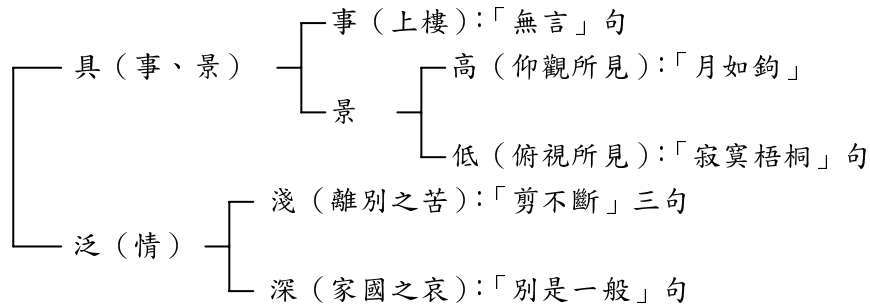 事（上樓）：「無言」句
具（事、景）
高（仰觀所見）：「月如鉤」
景
低（俯視所見）：「寂寞梧桐」句
淺（離別之苦）：「剪不斷」三句
泛（情）
深（家國之哀）：「別是一般」句